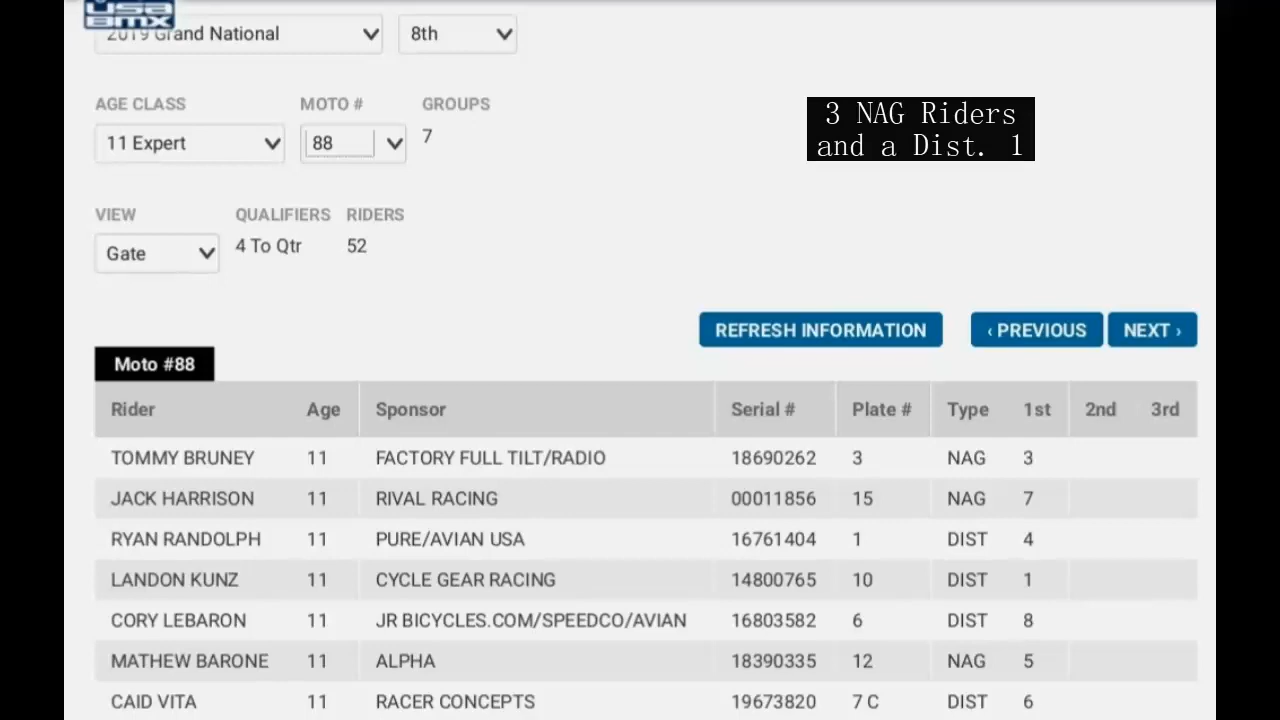 USA
BMX
2019 Grand National 8th
AGE CLASS MOTO # GROUPS
11 Expert 88 7
3 NAG Riders
and a Dist. 1
VIEW QUALIFIERS RIDERS
Gate 4 To Qtr 52
REFRESH INFORMATION ‹ PREVIOUS NEXT ›
Moto #88
Rider Age Sponsor Serial # Plate # Type 1st 2nd 3rd
TOMMY BRUNEY 11 FACTORY FULL TILT/RADIO 18690262 3 NAG 3
JACK HARRISON 11 RIVAL RACING 00011856 15 NAG 7
RYAN RANDOLPH 11 PURE/AVIAN USA 16761404 1 DIST 4
LANDON KUNZ 11 CYCLE GEAR RACING 14800765 10 DIST 1
CORY LEBARON 11 JR BICYCLES.COM/SPEEDCO/AVIAN 16803582 6 DIST 8
MATHEW BARONE 11 ALPHA 18390335 12 NAG 5
CAID VITA 11 RACER CONCEPTS 19673820 7 C DIST 6